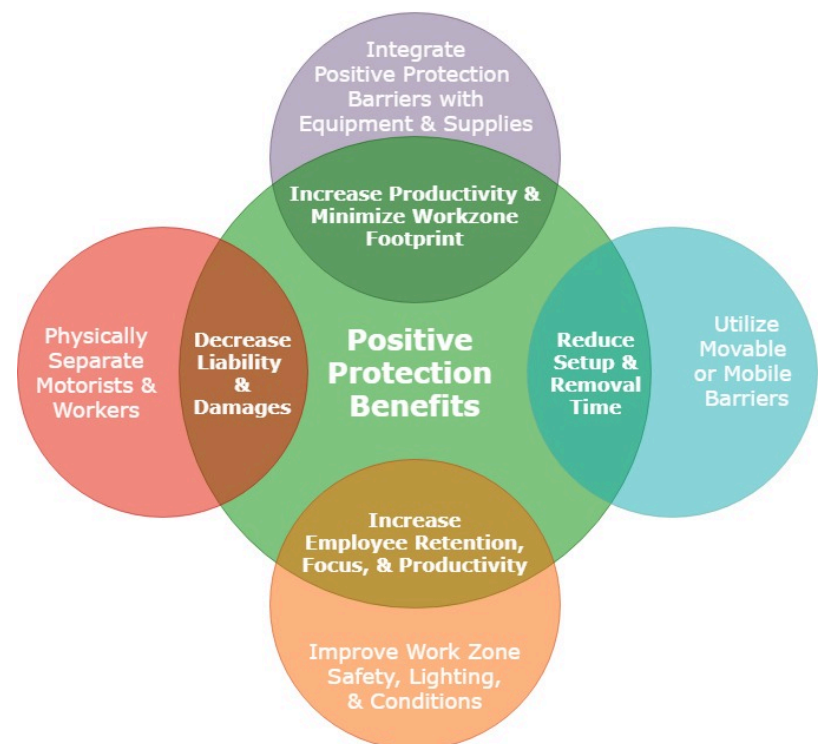 Integrate
Positive Protection
Barriers with
Equipment & Supplies
Increase Productivity &
Minimize Workzone
Footprint
Physically
Separate
Motorists &
Workers
Decrease
Liability
&
Damages
Positive
Protection
Benefits
Reduce
Setup &
Removal
Time
Utilize
Movable
or Mobile
Barriers
Increase
Employee Retention,
Focus, & Productivity
Improve Work Zone
Safety, Lighting,
& Conditions